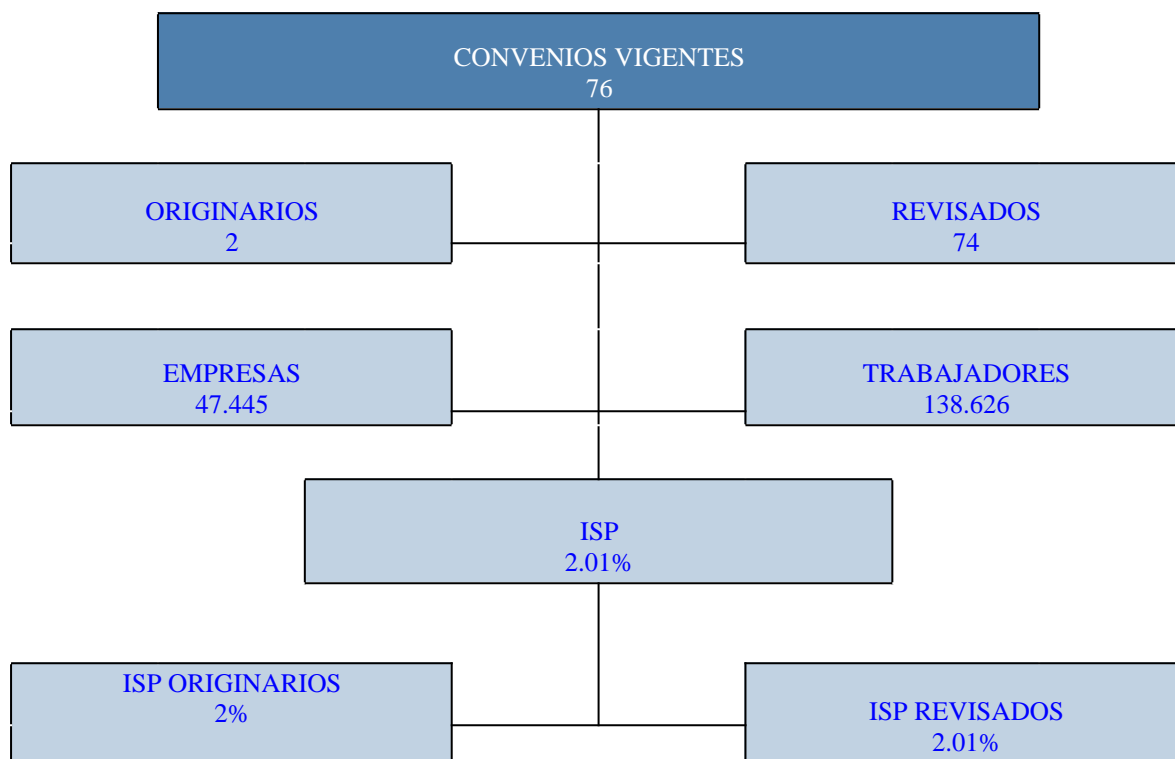 CONVENIOS VIGENTES
76
ORIGINARIOS
2
REVISADOS
74
EMPRESAS
47.445
TRABAJADORES
138.626
ISP
2.01%
ISP ORIGINARIOS
2%
ISP REVISADOS
2.01%